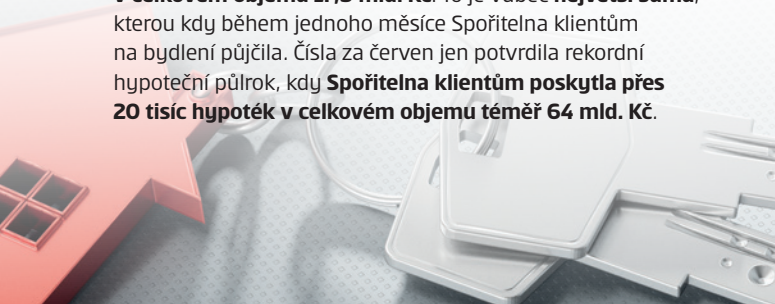 kterou kdy během jednoho měsíce Spořitelna klientům
na bydlení půjčila. Čísla za červen jen potvrdila rekordní
hypoteční půlrok, kdy Spořitelna klientům poskytla přes
20 tisíc hypoték v celkovém objemu téměř 64 mld. Kč.